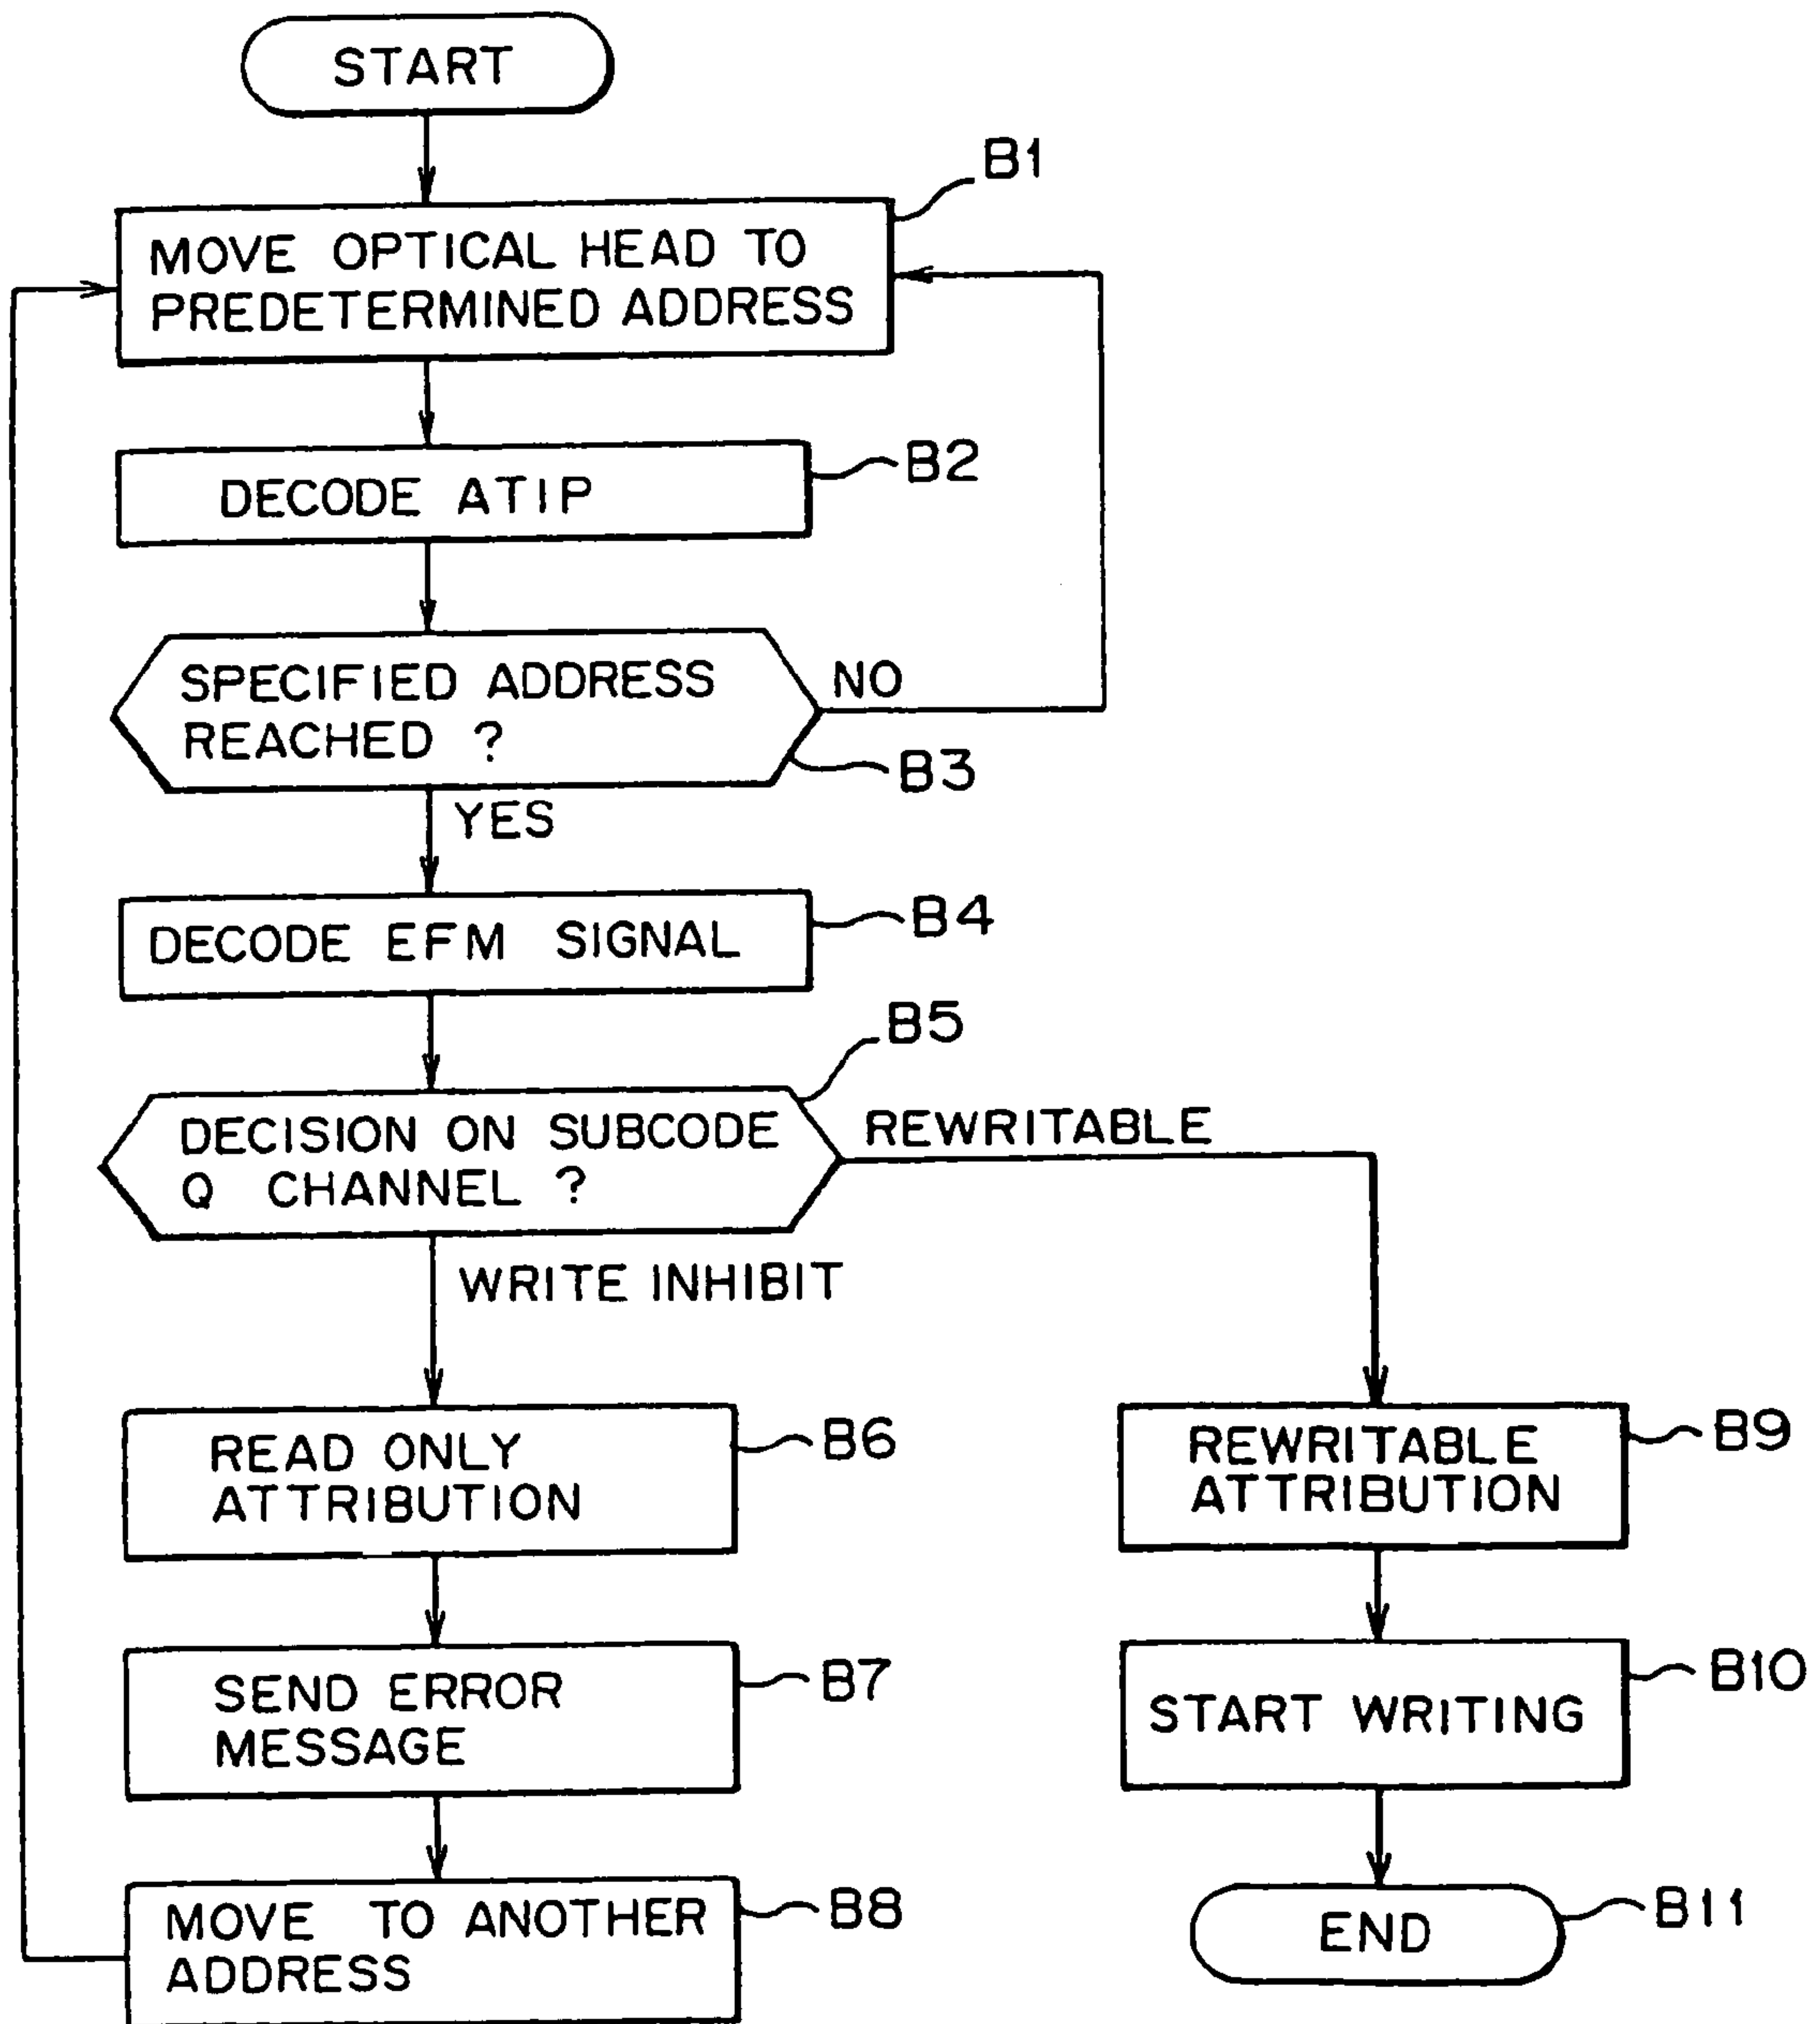 START
B1
MOVE OPTICAL HEAD TO
PREDETERMINED ADDRESS
B2
DECODE ATIP
SPECIFIED ADDRESS
REACHED ?
NO
B3
YES
B4
DECODE EFM SIGNAL
B5
DECISION ON SUBCODE
Q CHANNEL ?
REWRITABLE
WRITE INHIBIT
READ ONLY
ATTRIBUTION
B6
REWRITABLE
ATTRIBUTION
B9
SEND ERROR
MESSAGE
B7
START WRITING
B10
MOVE TO ANOTHER
ADDRESS
B8
END
B11